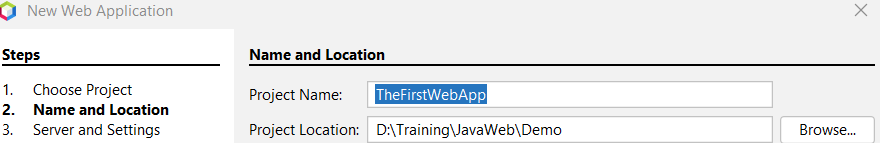 New Web Application
Steps
1. Choose Project
2. Name and Location
3. Server and Settings
Name and Location
Project Name: TheFirstWebApp
Project Location: D:\Training\JavaWeb\Demo Browse...